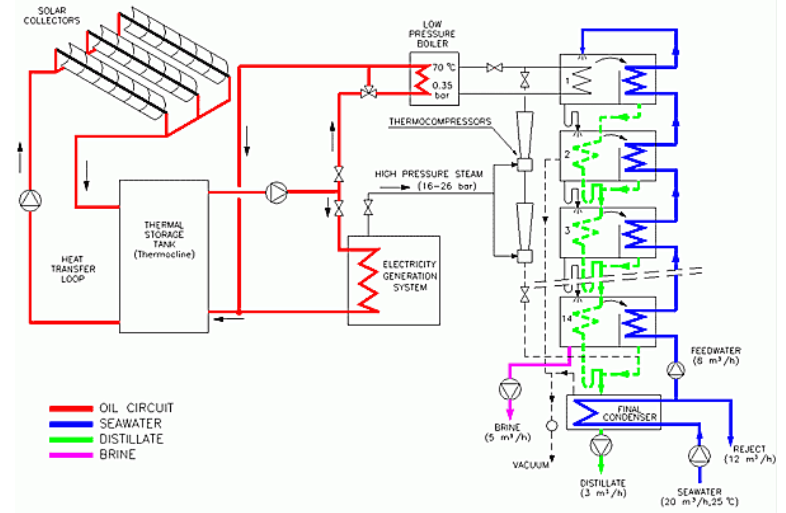 SOLAR
COLLECTORS
LOW
PRESSURE
BOILER
70 °C
0.35
bar
1
THERMOCOMPRESSORS
2
HIGH PRESSURE STEAM
(16-26 bar)
THERMAL
STORAGE
TANK
(Thermocline)
HEAT
TRANSFER
LOOP
ELECTRICITY
GENERATION
SYSTEM
3
14
FEEDWATER
(8 m³/h)
OIL CIRCUIT
SEAWATER
DISTILLATE
BRINE
FINAL
CONDENSER
BRINE
(5 m³/h)
VACUUM
REJECT
(12 m³/h)
DISTILLATE
(3 m³/h)
SEAWATER
(20 m³/h,25 °C)